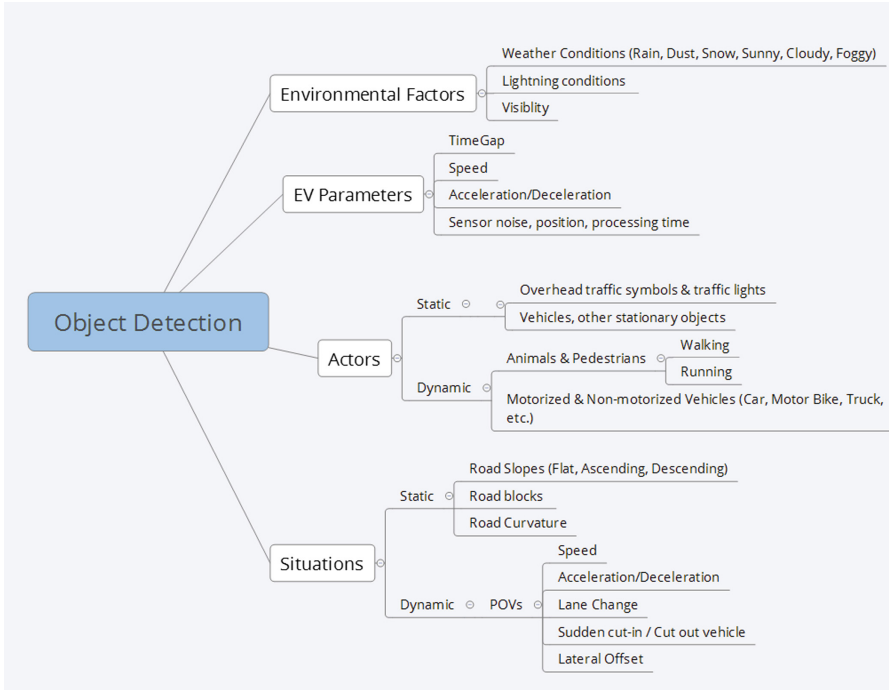 Weather Conditions (Rain, Dust, Snow, Sunny, Cloudy, Foggy)
Environmental Factors
Lightning conditions
Visiblity
TimeGap
Speed
EV Parameters
Acceleration/Deceleration
Sensor noise, position, processing time
Object Detection
Actors
Static
Overhead traffic symbols & traffic lights
Vehicles, other stationary objects
Dynamic
Animals & Pedestrians
Walking
Running
Motorized & Non-motorized Vehicles (Car, Motor Bike, Truck,
etc.)
Situations
Static
Road Slopes (Flat, Ascending, Descending)
Road blocks
Road Curvature
Dynamic
POVs
Speed
Acceleration/Deceleration
Lane Change
Sudden cut-in / Cut out vehicle
Lateral Offset